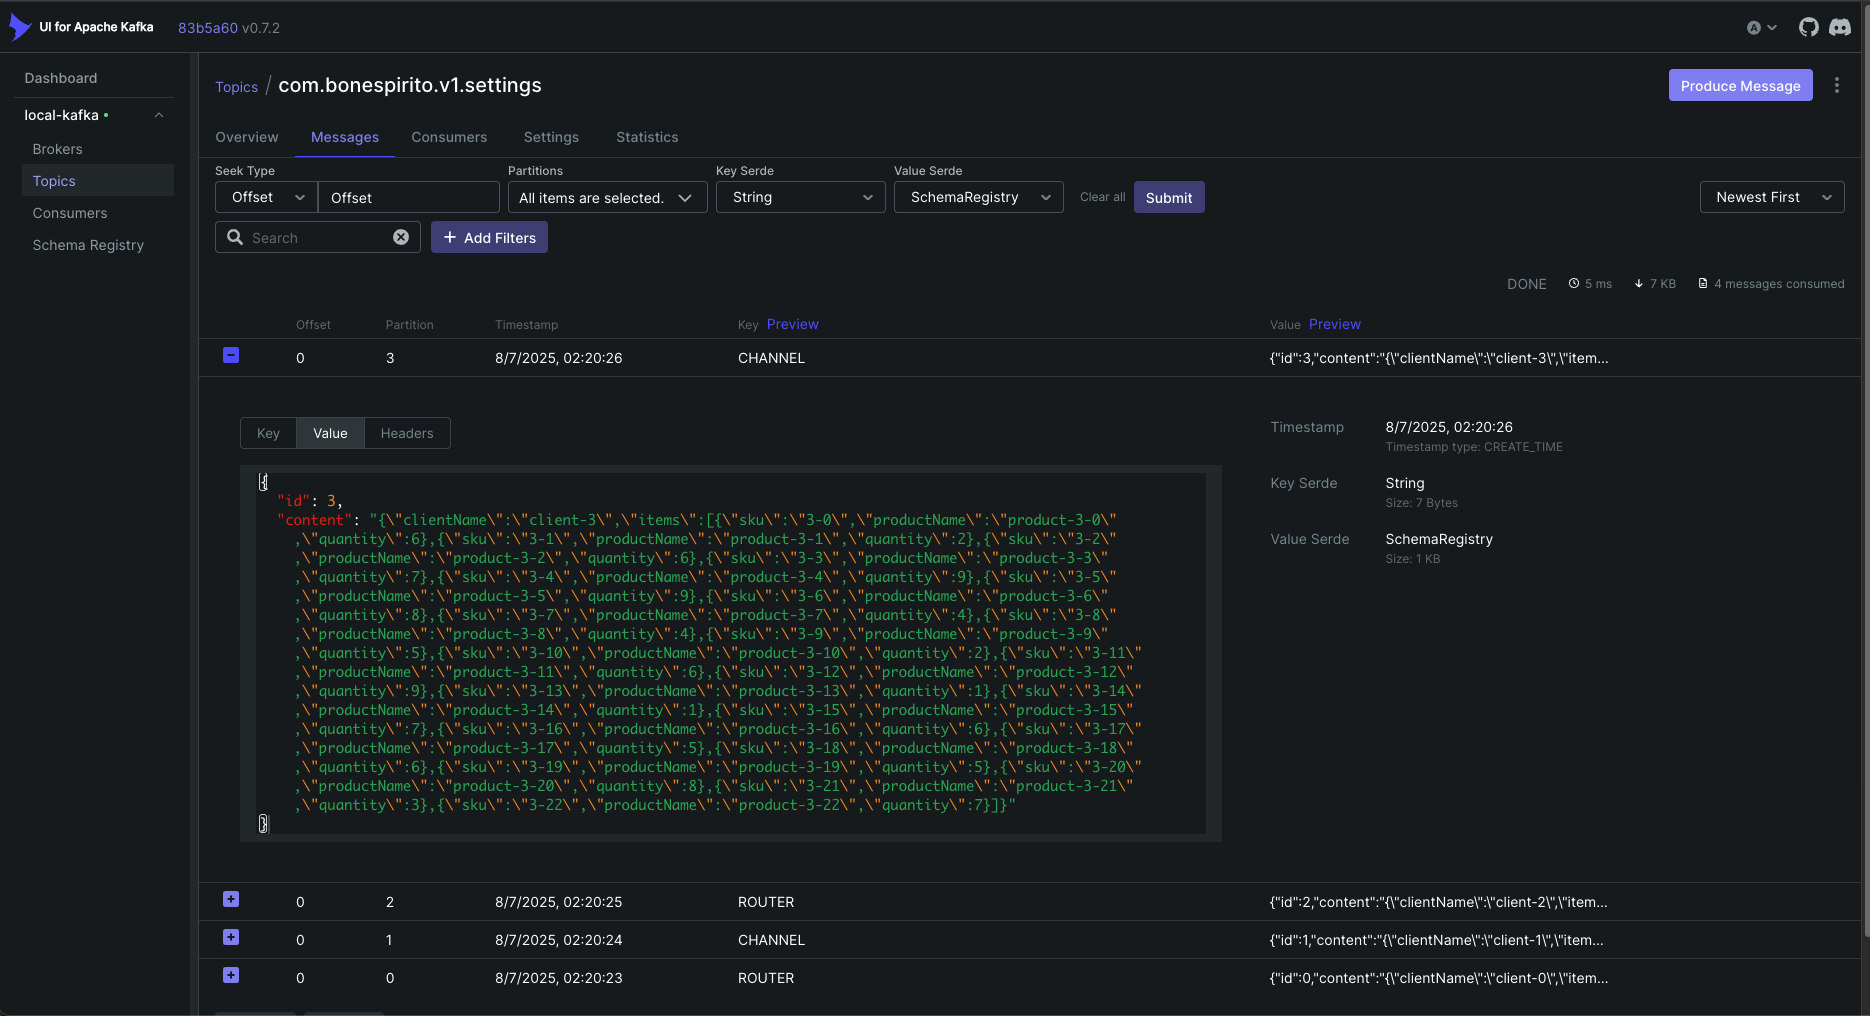 UI for Apache Kafka
83b5a60 v0.7.2
A
Dashboard
local-kafka
Brokers
Topics
Consumers
Schema Registry
Topics / com.bonespirito.v1.settings
Produce Message
Overview Messages Consumers Settings Statistics
Seek Type Partitions Key Serde Value Serde
Offset Offset All items are selected. String SchemaRegistry Clear all Submit Newest First
Search Add Filters
DONE 5 ms 7 KB 4 messages consumed
Offset Partition Timestamp Key Preview Value Preview
0 3 8/7/2025, 02:20:26 CHANNEL {"id":3,"content":"{\"clientName\":\"client-3\",\"item...
Key Value Headers
{
"id": 3,
"content": "{\"clientName\":\"client-3\",\"items\":[{\"sku\":\"3-0\",\"productName\":\"product-3-0\"
,\"quantity\":6},{\"sku\":\"3-1\",\"productName\":\"product-3-1\",\"quantity\":2},{\"sku\":\"3-2\"
,\"productName\":\"product-3-2\",\"quantity\":6},{\"sku\":\"3-3\",\"productName\":\"product-3-3\"
,\"quantity\":7},{\"sku\":\"3-4\",\"productName\":\"product-3-4\",\"quantity\":9},{\"sku\":\"3-5\"
,\"productName\":\"product-3-5\",\"quantity\":9},{\"sku\":\"3-6\",\"productName\":\"product-3-6\"
,\"quantity\":8},{\"sku\":\"3-7\",\"productName\":\"product-3-7\",\"quantity\":4},{\"sku\":\"3-8\"
,\"productName\":\"product-3-8\",\"quantity\":4},{\"sku\":\"3-9\",\"productName\":\"product-3-9\"
,\"quantity\":5},{\"sku\":\"3-10\",\"productName\":\"product-3-10\",\"quantity\":2},{\"sku\":\"3-11\"
,\"productName\":\"product-3-11\",\"quantity\":6},{\"sku\":\"3-12\",\"productName\":\"product-3-12\"
,\"quantity\":9},{\"sku\":\"3-13\",\"productName\":\"product-3-13\",\"quantity\":1},{\"sku\":\"3-14\"
,\"productName\":\"product-3-14\",\"quantity\":1},{\"sku\":\"3-15\",\"productName\":\"product-3-15\"
,\"quantity\":7},{\"sku\":\"3-16\",\"productName\":\"product-3-16\",\"quantity\":6},{\"sku\":\"3-17\"
,\"productName\":\"product-3-17\",\"quantity\":5},{\"sku\":\"3-18\",\"productName\":\"product-3-18\"
,\"quantity\":6},{\"sku\":\"3-19\",\"productName\":\"product-3-19\",\"quantity\":5},{\"sku\":\"3-20\"
,\"productName\":\"product-3-20\",\"quantity\":8},{\"sku\":\"3-21\",\"productName\":\"product-3-21\"
,\"quantity\":3},{\"sku\":\"3-22\",\"productName\":\"product-3-22\",\"quantity\":7}]}"
}
Timestamp 8/7/2025, 02:20:26
Timestamp type: CREATE_TIME
Key Serde String
Size: 7 Bytes
Value Serde SchemaRegistry
Size: 1 KB
0 2 8/7/2025, 02:20:25 ROUTER {"id":2,"content":"{\"clientName\":\"client-2\",\"item...
0 1 8/7/2025, 02:20:24 CHANNEL {"id":1,"content":"{\"clientName\":\"client-1\",\"item...
0 0 8/7/2025, 02:20:23 ROUTER {"id":0,"content":"{\"clientName\":\"client-0\",\"item...